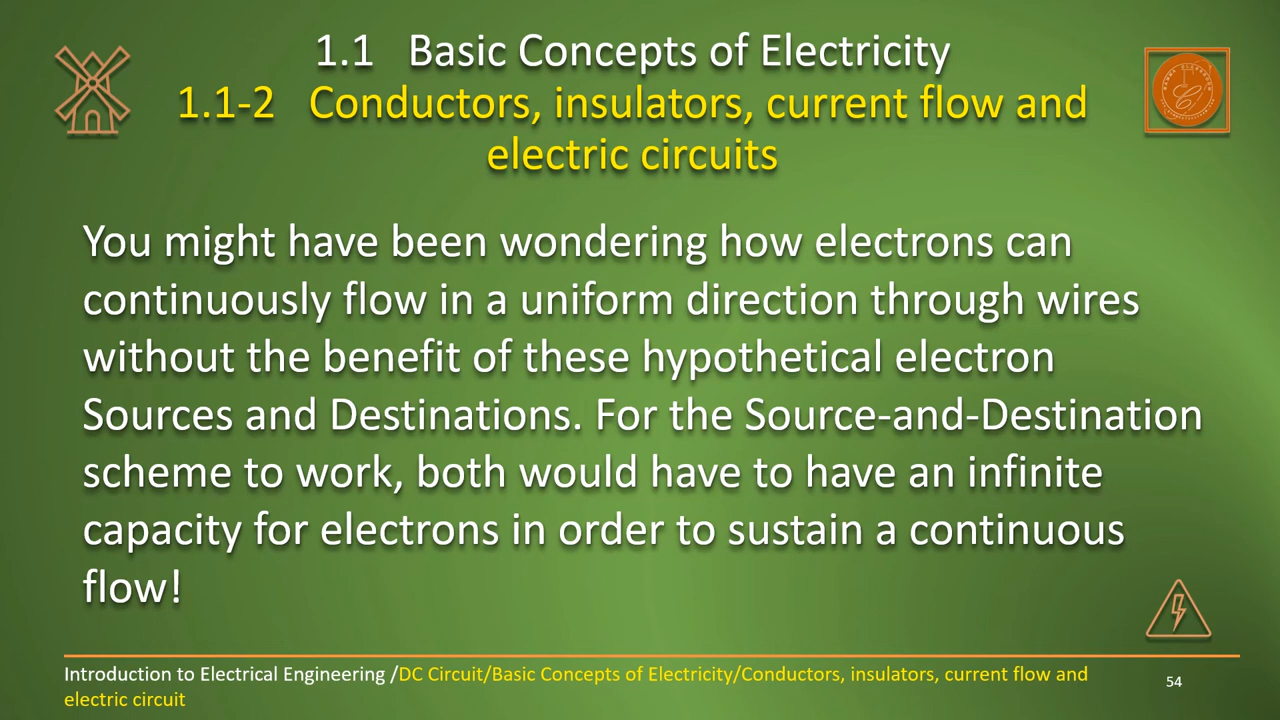 1.1 Basic Concepts of Electricity
1.1-2 Conductors, insulators, current flow and
electric circuits
You might have been wondering how electrons can
continuously flow in a uniform direction through wires
without the benefit of these hypothetical electron
Sources and Destinations. For the Source-and-Destination
scheme to work, both would have to have an infinite
capacity for electrons in order to sustain a continuous
flow!
Introduction to Electrical Engineering /DC Circuit/Basic Concepts of Electricity/Conductors, insulators, current flow and
electric circuit
54